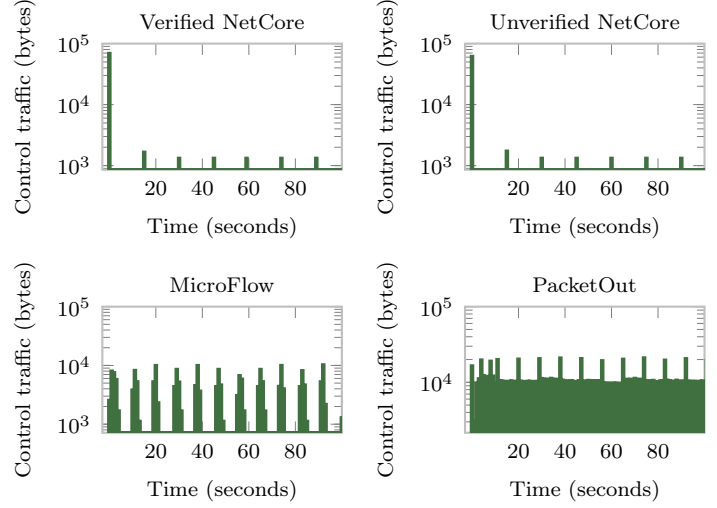 Verified NetCore
Control traffic (bytes)
10^5
10^4
10^3
20 40 60 80
Time (seconds)
Unverified NetCore
Control traffic (bytes)
10^5
10^4
10^3
20 40 60 80
Time (seconds)
MicroFlow
Control traffic (bytes)
10^5
10^4
10^3
20 40 60 80
Time (seconds)
PacketOut
Control traffic (bytes)
10^5
10^4
20 40 60 80
Time (seconds)